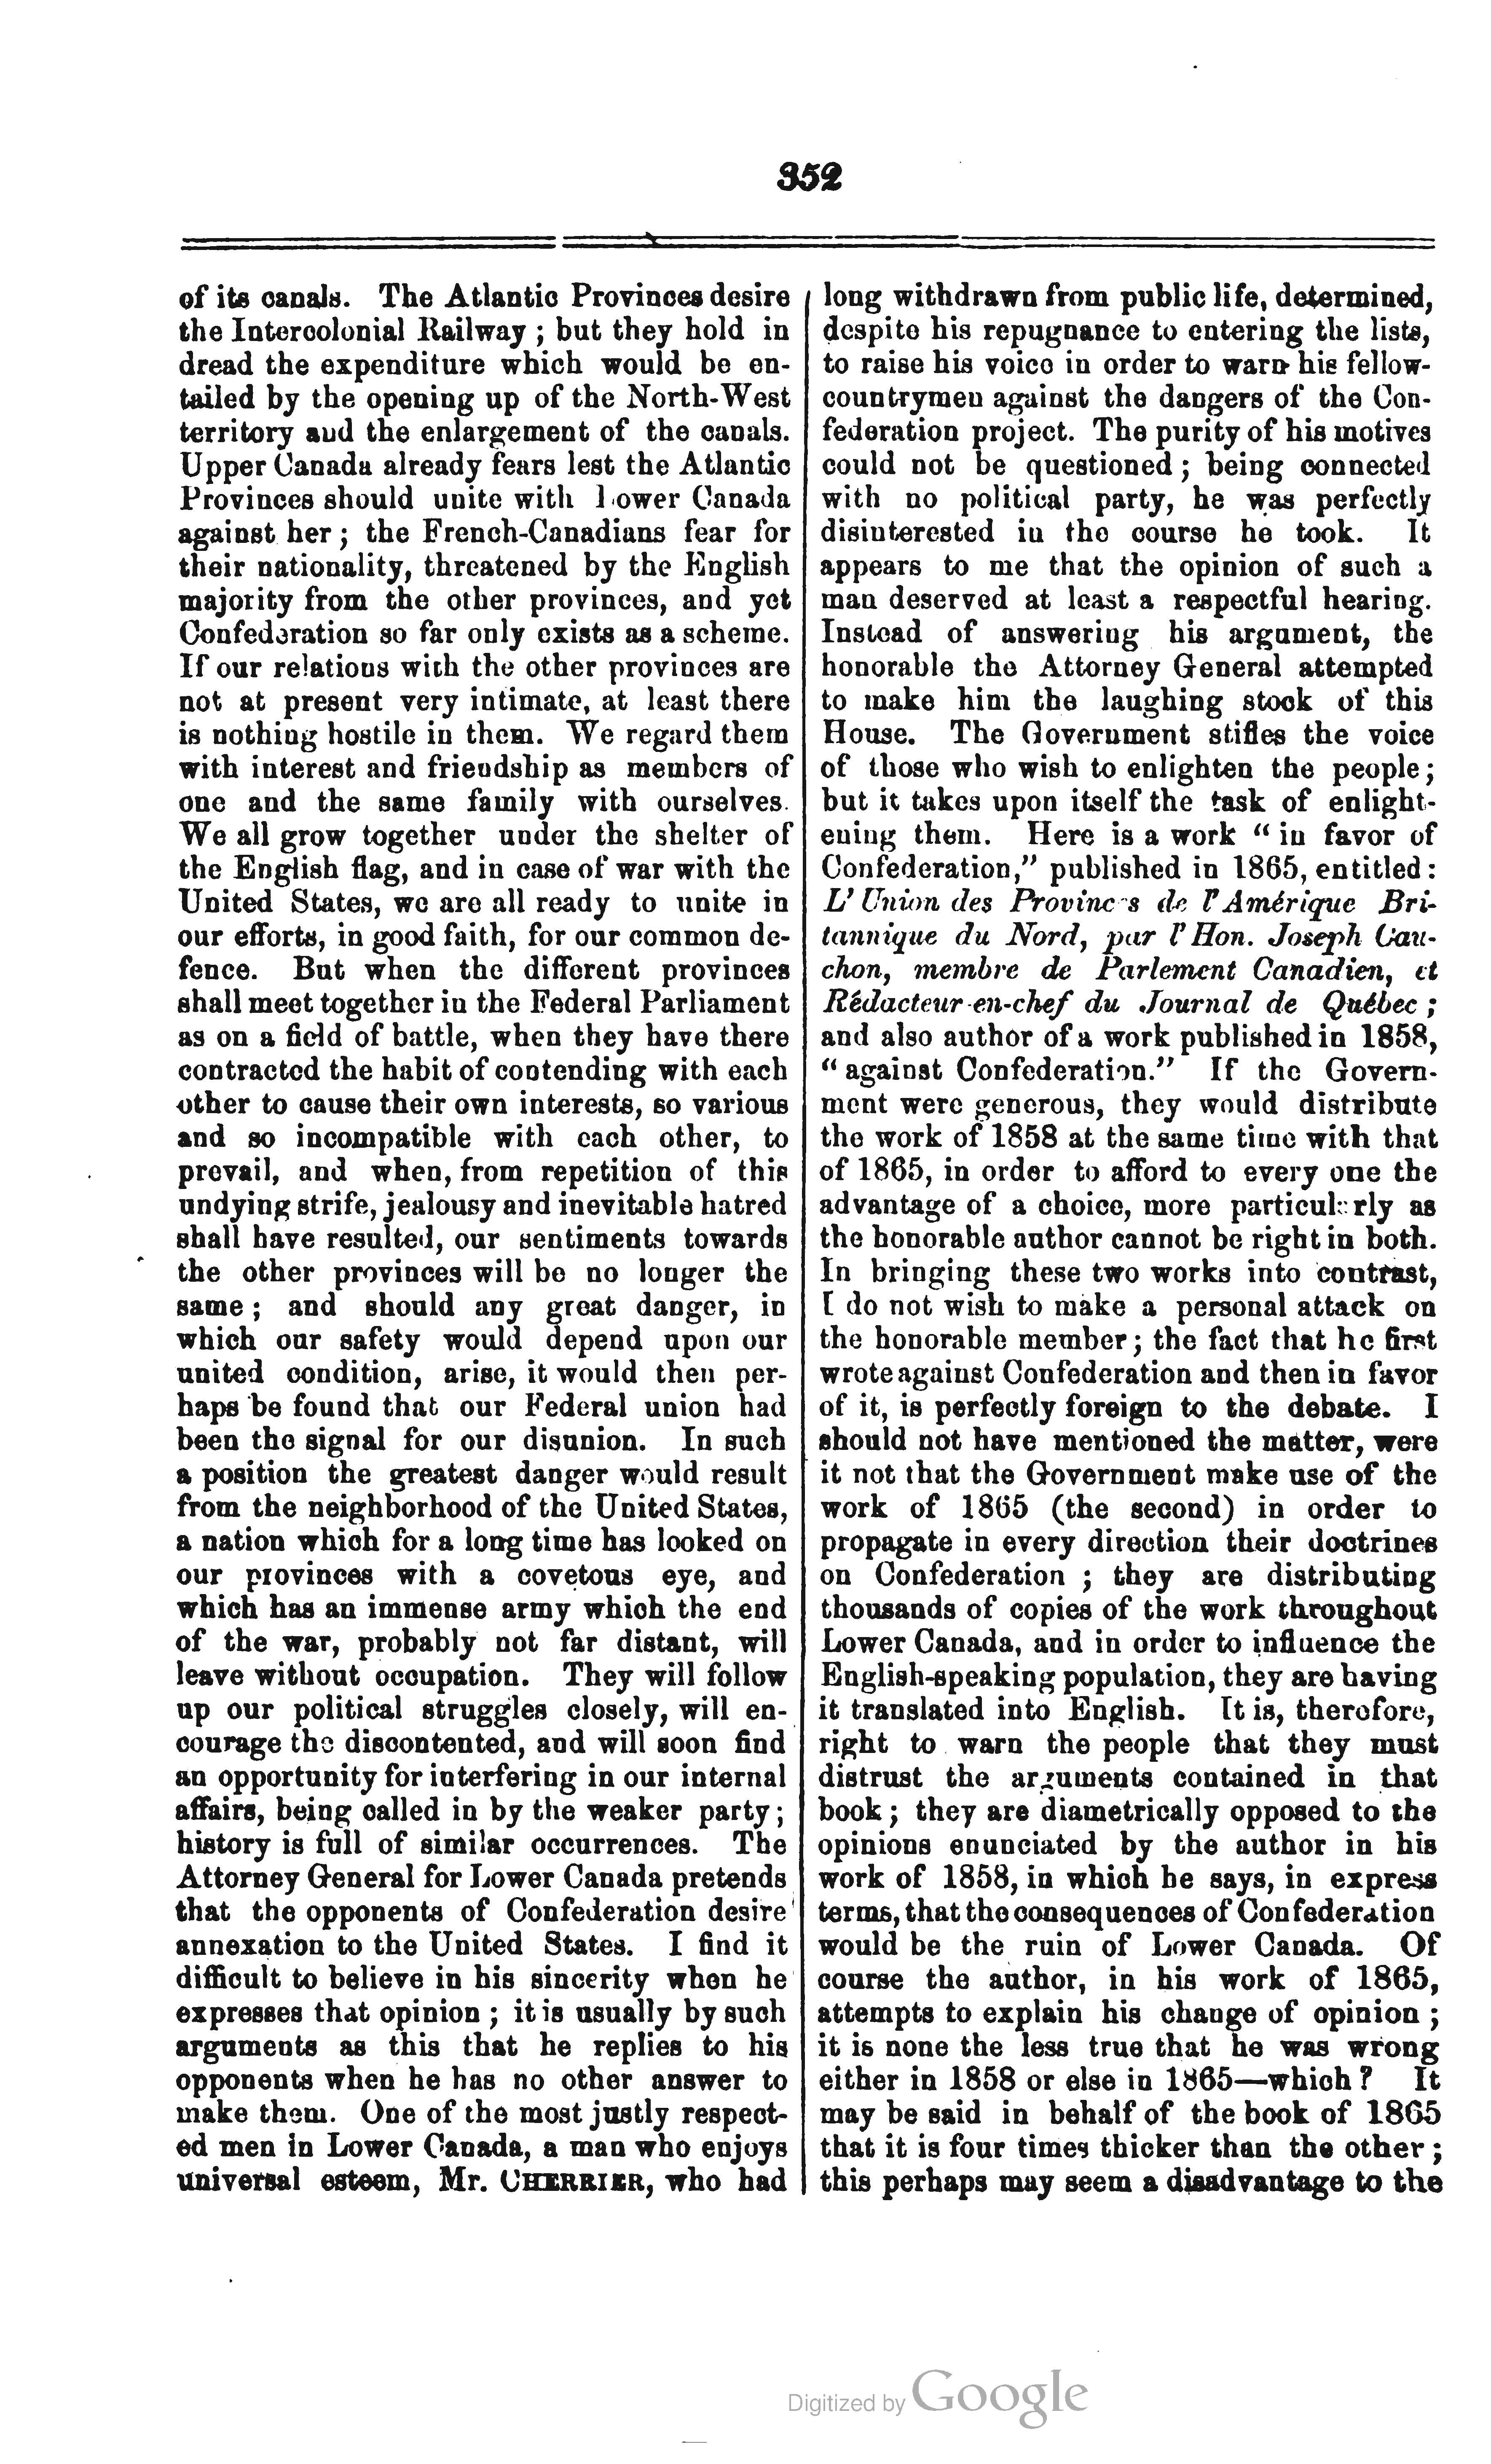 352
of its canals. The Atlantic Provinces desire
the Intercolonial Railway ; but they hold in
dread the expenditure which would be en-
tailed by the opening up of the North-West
territory and the enlargement of the canals.
Upper Canada already fears lest the Atlantic
Provinces should unite with Lower Canada
against her ; the French-Canadians fear for
their nationality, threatened by the English
majority from the other provinces, and yet
Confederation so far only exists as a scheme.
If our relations with the other provinces are
not at present very intimate, at least there
is nothing hostile in them. We regard them
with interest and friendship as members of
one and the same family with ourselves.
We all grow together under the shelter of
the English flag, and in case of war with the
United States, we are all ready to unite in
our efforts, in good faith, for our common de-
fence. But when the different provinces
shall meet together in the Federal Parliament
as on a field of battle, when they have there
contracted the habit of contending with each
other to cause their own interests, so various
and so incompatible with each other, to
prevail, and when, from repetition of this
undying strife, jealousy and inevitable hatred
shall have resulted, our sentiments towards
the other provinces will be no longer the
same ; and should any great danger, in
which our safety would depend upon our
united condition, arise, it would then per-
haps be found that our Federal union had
been the signal for our disunion. In such
a position the greatest danger would result
from the neighborhood of the United States,
a nation which for a long time has looked on
our provinces with a covetous eye, and
which has an immense army which the end
of the war, probably not far distant, will
leave without occupation. They will follow
up our political struggles closely, will en-
courage the discontented, and will soon find
an opportunity for interfering in our internal
affairs, being called in by the weaker party ;
history is full of similar occurrences. The
Attorney General for Lower Canada pretends
that the opponents of Confederation desire
annexation to the United States. I find it
difficult to believe in his sincerity when he
expresses that opinion ; it is usually by such
arguments as this that he replies to his
opponents when he has no other answer to
make them. One of the most justly respect-
ed men in Lower Canada, a man who enjoys
universal esteem, Mr. CHERRIER, who had
long withdrawn from public life, determined,
despite his repugnance to entering the lists,
to raise his voice in order to warn his fellow-
countrymen against the dangers of the Con-
federation project. The purity of his motives
could not be questioned ; being connected
with no political party, he was perfectly
disinterested in the course he took. It
appears to me that the opinion of such a
man deserved at least a respectful hearing.
Instead of answering his argument, the
honorable the Attorney General attempted
to make him the laughing stock of this
House. The Government stifles the voice
of those who wish to enlighten the people ;
but it takes upon itself the task of enlight-
ening them. Here is a work “ in favor of
Confederation,” published in 1865, entitled :
L’Union des Provinces de l’Amérique Bri-
tannique du Nord, par l’Hon. Joseph Cau-
chon, membre de Parlement Canadien, et
Rédacteur-en-chef du Journal de Québec ;
and also author of a work published in 1858,
“ against Confederation.” If the Govern-
ment were generous, they would distribute
the work of 1858 at the same time with that
of 1865, in order to afford to every one the
advantage of a choice, more particularly as
the honorable author cannot be right in both.
In bringing these two works into contrast,
I do not wish to make a personal attack on
the honorable member ; the fact that he first
wrote against Confederation and then in favor
of it, is perfectly foreign to the debate. I
should not have mentioned the matter, were
it not that the Government make use of the
work of 1865 (the second) in order to
propagate in every direction their doctrines
on Confederation ; they are distributing
thousands of copies of the work throughout
Lower Canada, and in order to influence the
English-speaking population, they are having
it translated into English. It is, therefore,
right to warn the people that they must
distrust the arguments contained in that
book ; they are diametrically opposed to the
opinions enunciated by the author in his
work of 1858, in which he says, in express
terms, that the consequences of Confederation
would be the ruin of Lower Canada. Of
course the author, in his work of 1865,
attempts to explain his change of opinion ;
it is none the less true that he was wrong
either in 1858 or else in 1865—which ? It
may be said in behalf of the book of 1865
that it is four times thicker than the other ;
this perhaps may seem a disadvantage to the
Digitized by Google